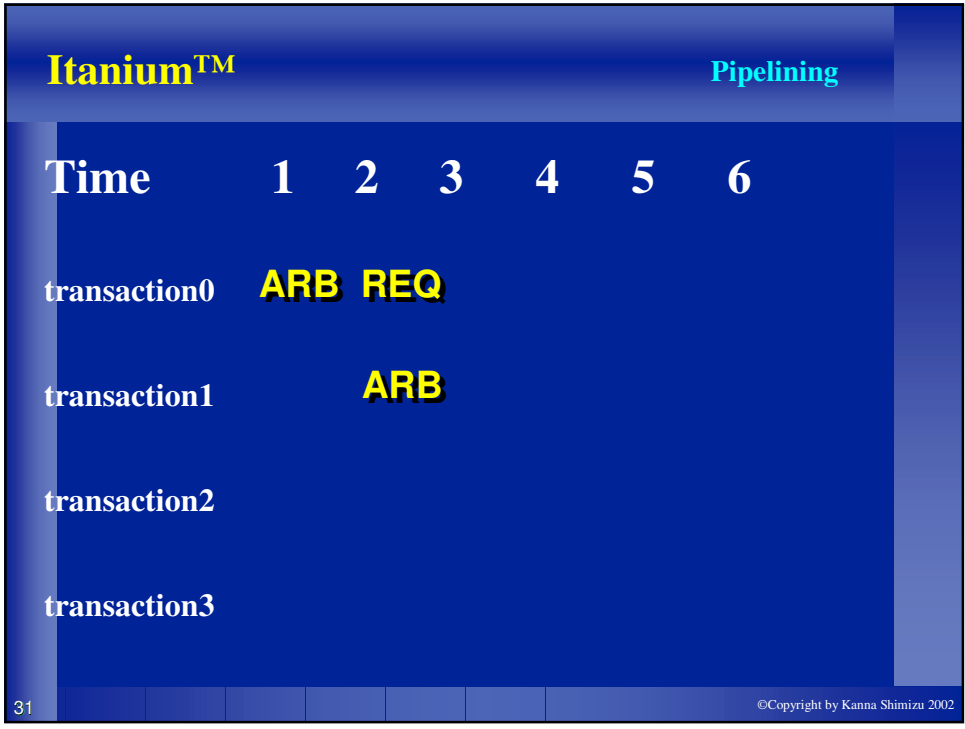 Itanium™ Pipelining
Time 1 2 3 4 5 6
transaction0 ARB REQ
transaction1 ARB
transaction2
transaction3
31 ©Copyright by Kanna Shimizu 2002